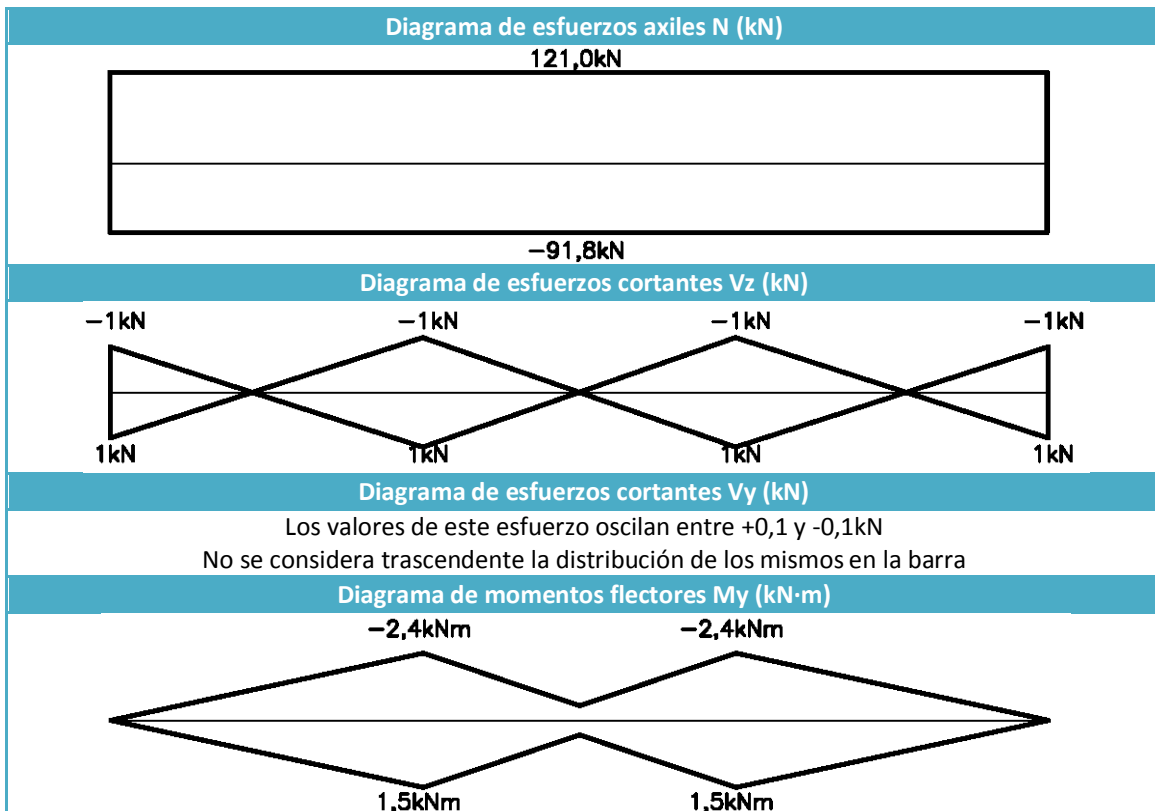 Diagrama de esfuerzos axiles N (kN)
121,0kN
−91,8kN
Diagrama de esfuerzos cortantes Vz (kN)
−1kN −1kN −1kN −1kN
1kN 1kN 1kN 1kN
Diagrama de esfuerzos cortantes Vy (kN)
Los valores de este esfuerzo oscilan entre +0,1 y -0,1kN
No se considera trascendente la distribución de los mismos en la barra
Diagrama de momentos flectores My (kN·m)
−2,4kNm −2,4kNm
1,5kNm 1,5kNm